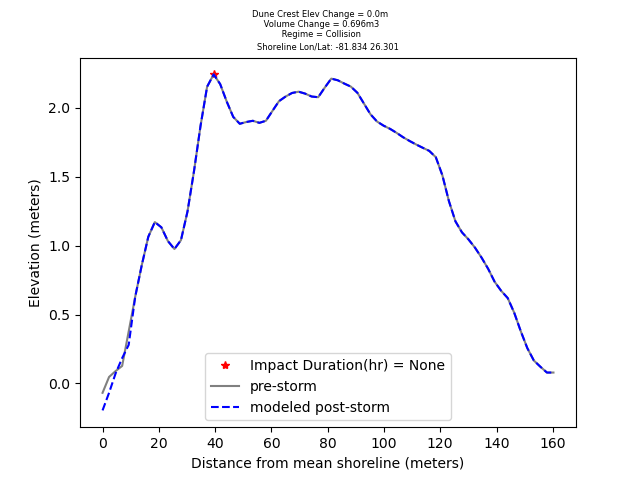 Dune Crest Elev Change = 0.0m
Volume Change = 0.696m3
Regime = Collision
Shoreline Lon/Lat: -81.834 26.301
Elevation (meters)
2.0
1.5
1.0
0.5
0.0
Impact Duration(hr) = None
pre-storm
modeled post-storm
0 20 40 60 80 100 120 140 160
Distance from mean shoreline (meters)